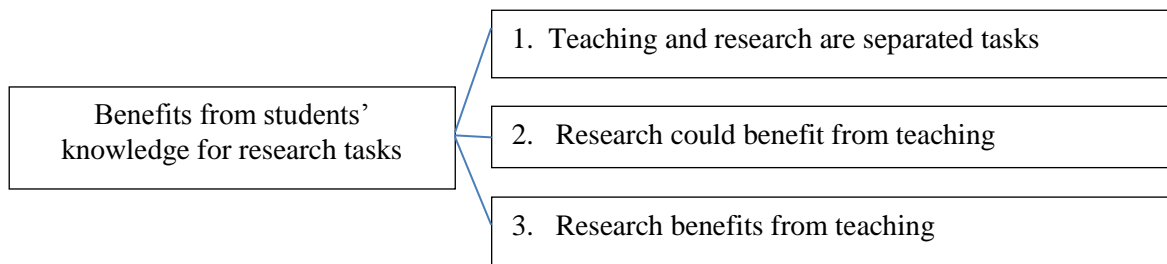 1. Teaching and research are separated tasks
Benefits from students’
knowledge for research tasks
2. Research could benefit from teaching
3. Research benefits from teaching